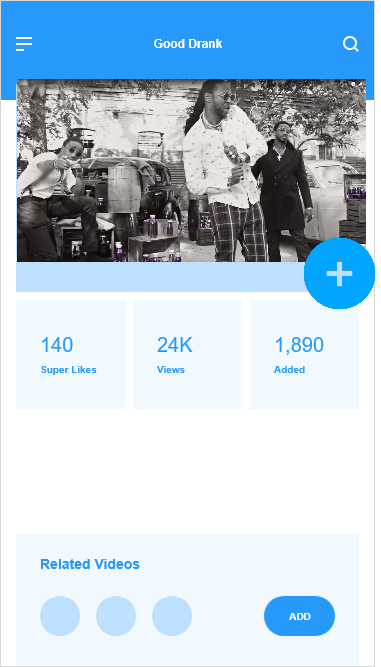 Good Drank
140
Super Likes
24K
Views
1,890
Added
Related Videos
ADD